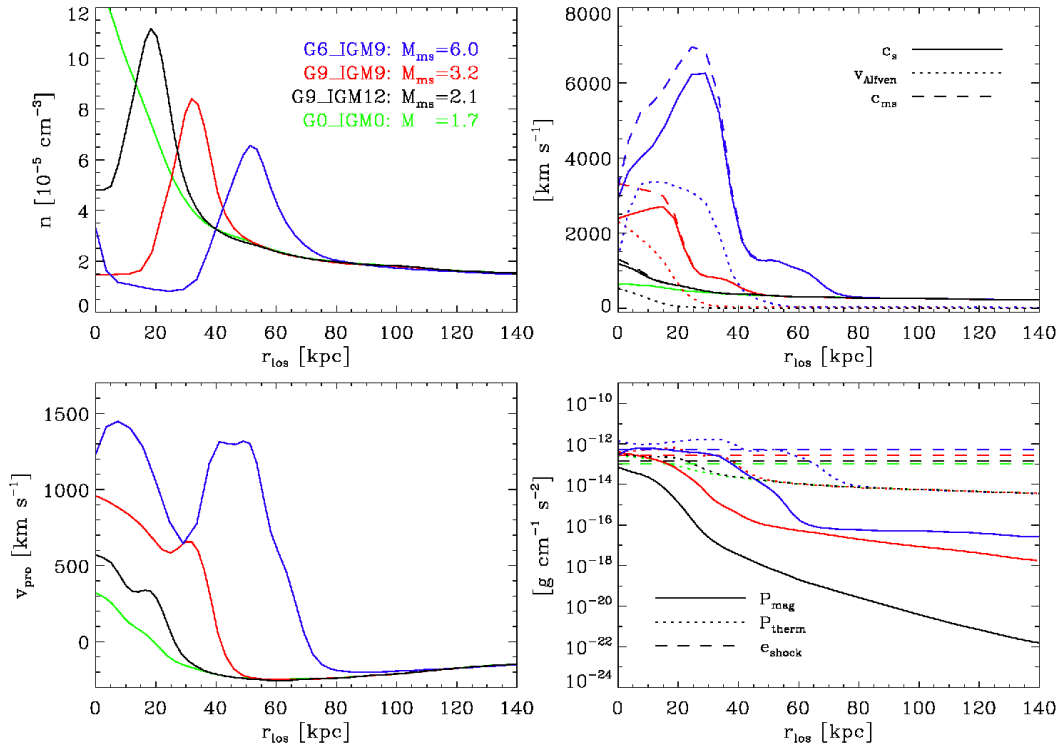 12
10
8
6
4
2
0
n [10⁻⁵ cm⁻³]
G6_IGM9: Mms=6.0
G9_IGM9: Mms=3.2
G9_IGM12: Mms=2.1
G0_IGM0: M =1.7
0 20 40 60 80 100 120 140
rlos [kpc]
8000
6000
4000
2000
0
[km s⁻¹]
cs
vAlfven
cms
0 20 40 60 80 100 120 140
rlos [kpc]
1500
1000
500
0
vpro [km s⁻¹]
0 20 40 60 80 100 120 140
rlos [kpc]
10⁻¹⁰
10⁻¹²
10⁻¹⁴
10⁻¹⁶
10⁻¹⁸
10⁻²⁰
10⁻²²
10⁻²⁴
[g cm⁻¹ s⁻²]
Pmag
Ptherm
eshock
0 20 40 60 80 100 120 140
rlos [kpc]